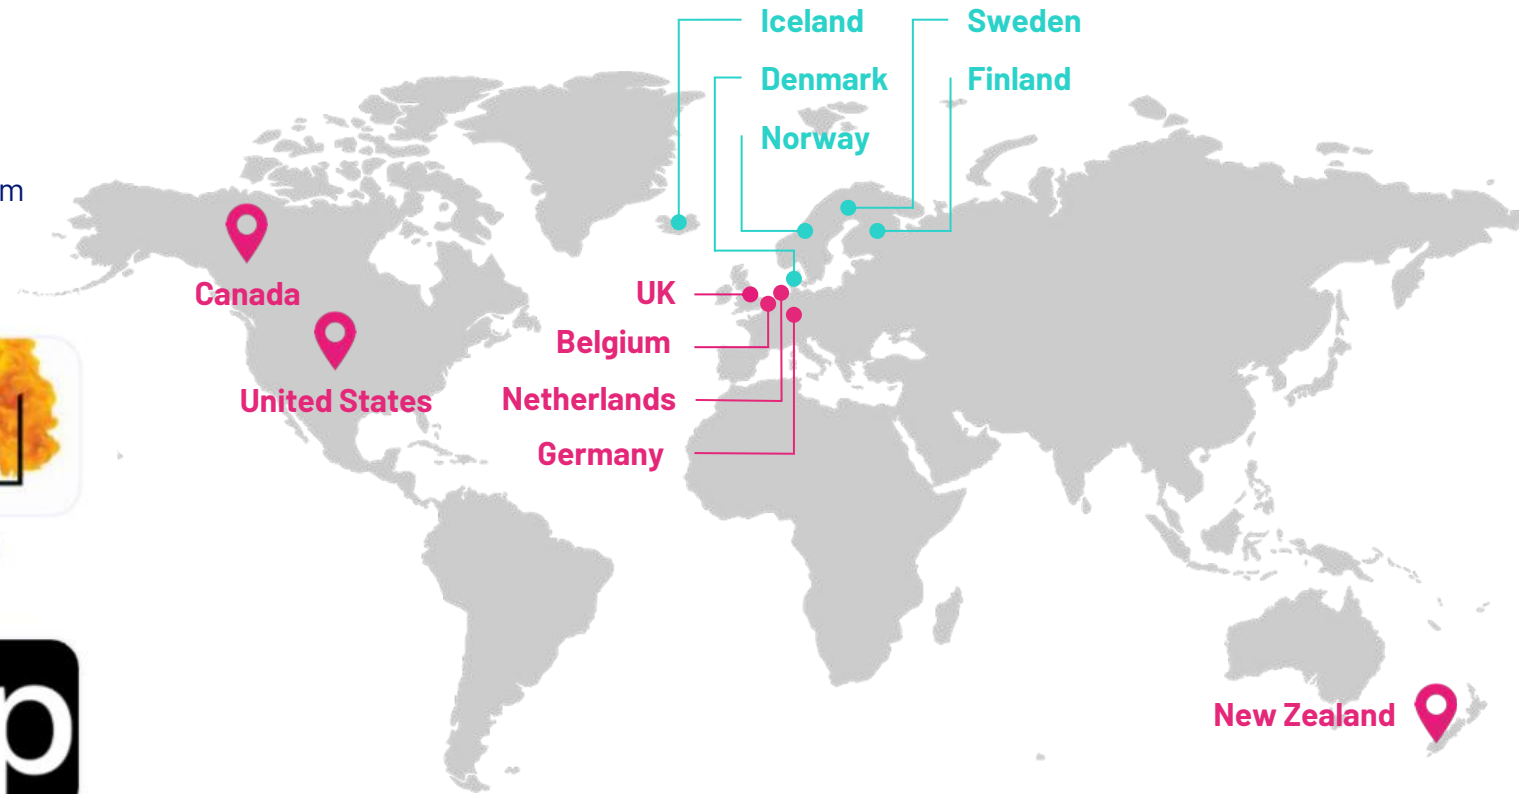 Iceland
Sweden
Denmark
Finland
Norway
m
Canada
UK
Belgium
United States
Netherlands
Germany
New Zealand
p